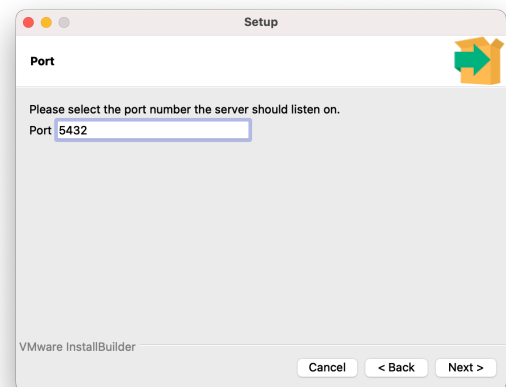 Setup
Port
Please select the port number the server should listen on.
Port 5432
VMware InstallBuilder
Cancel < Back Next >